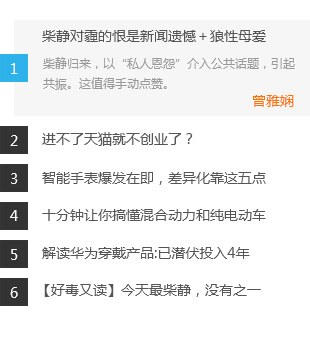 柴静对霾的恨是新闻遗憾＋狼性母爱
1
柴静归来，以“私人恩怨”介入公共话题，引起
共振。这值得手动点赞。
曾雅娴
2 进不了天猫就不创业了？
3 智能手表爆发在即，差异化靠这五点
4 十分钟让你搞懂混合动力和纯电动车
5 解读华为穿戴产品:已潜伏投入4年
6 【好毒又读】今天最柴静，没有之一